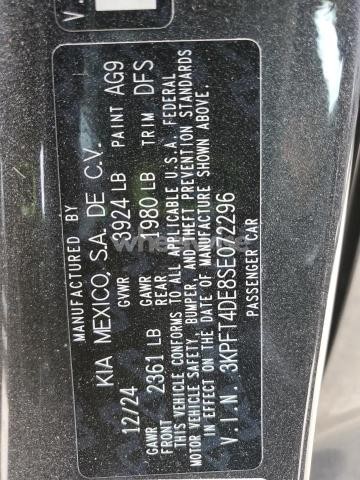 MANUFACTURED BY
KIA MEXICO, S.A. DE C.V.
12/24 GVWR 3924 LB PAINT AG9
GAWR FRONT 2361 LB GAWR REAR 1980 LB TRIM DFS
THIS VEHICLE CONFORMS TO ALL APPLICABLE U.S.A. FEDERAL
MOTOR VEHICLE SAFETY, BUMPER, AND THEFT PREVENTION STANDARDS
IN EFFECT ON THE DATE OF MANUFACTURE SHOWN ABOVE.
V.I.N. 3KPFT4DE8SE
PASSENGER CAR
V.